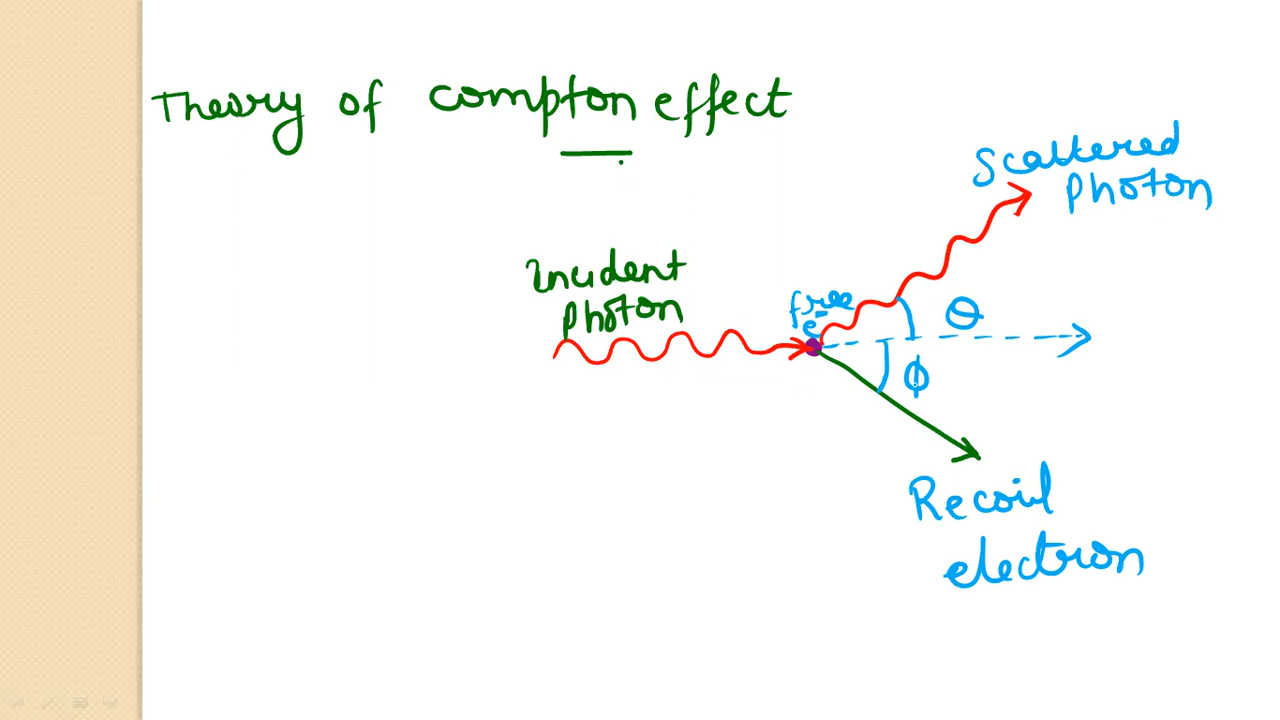 Theory of compton effect
Scattered
photon
Incident
photon
free
e⁻
θ
ϕ
Recoil
electron